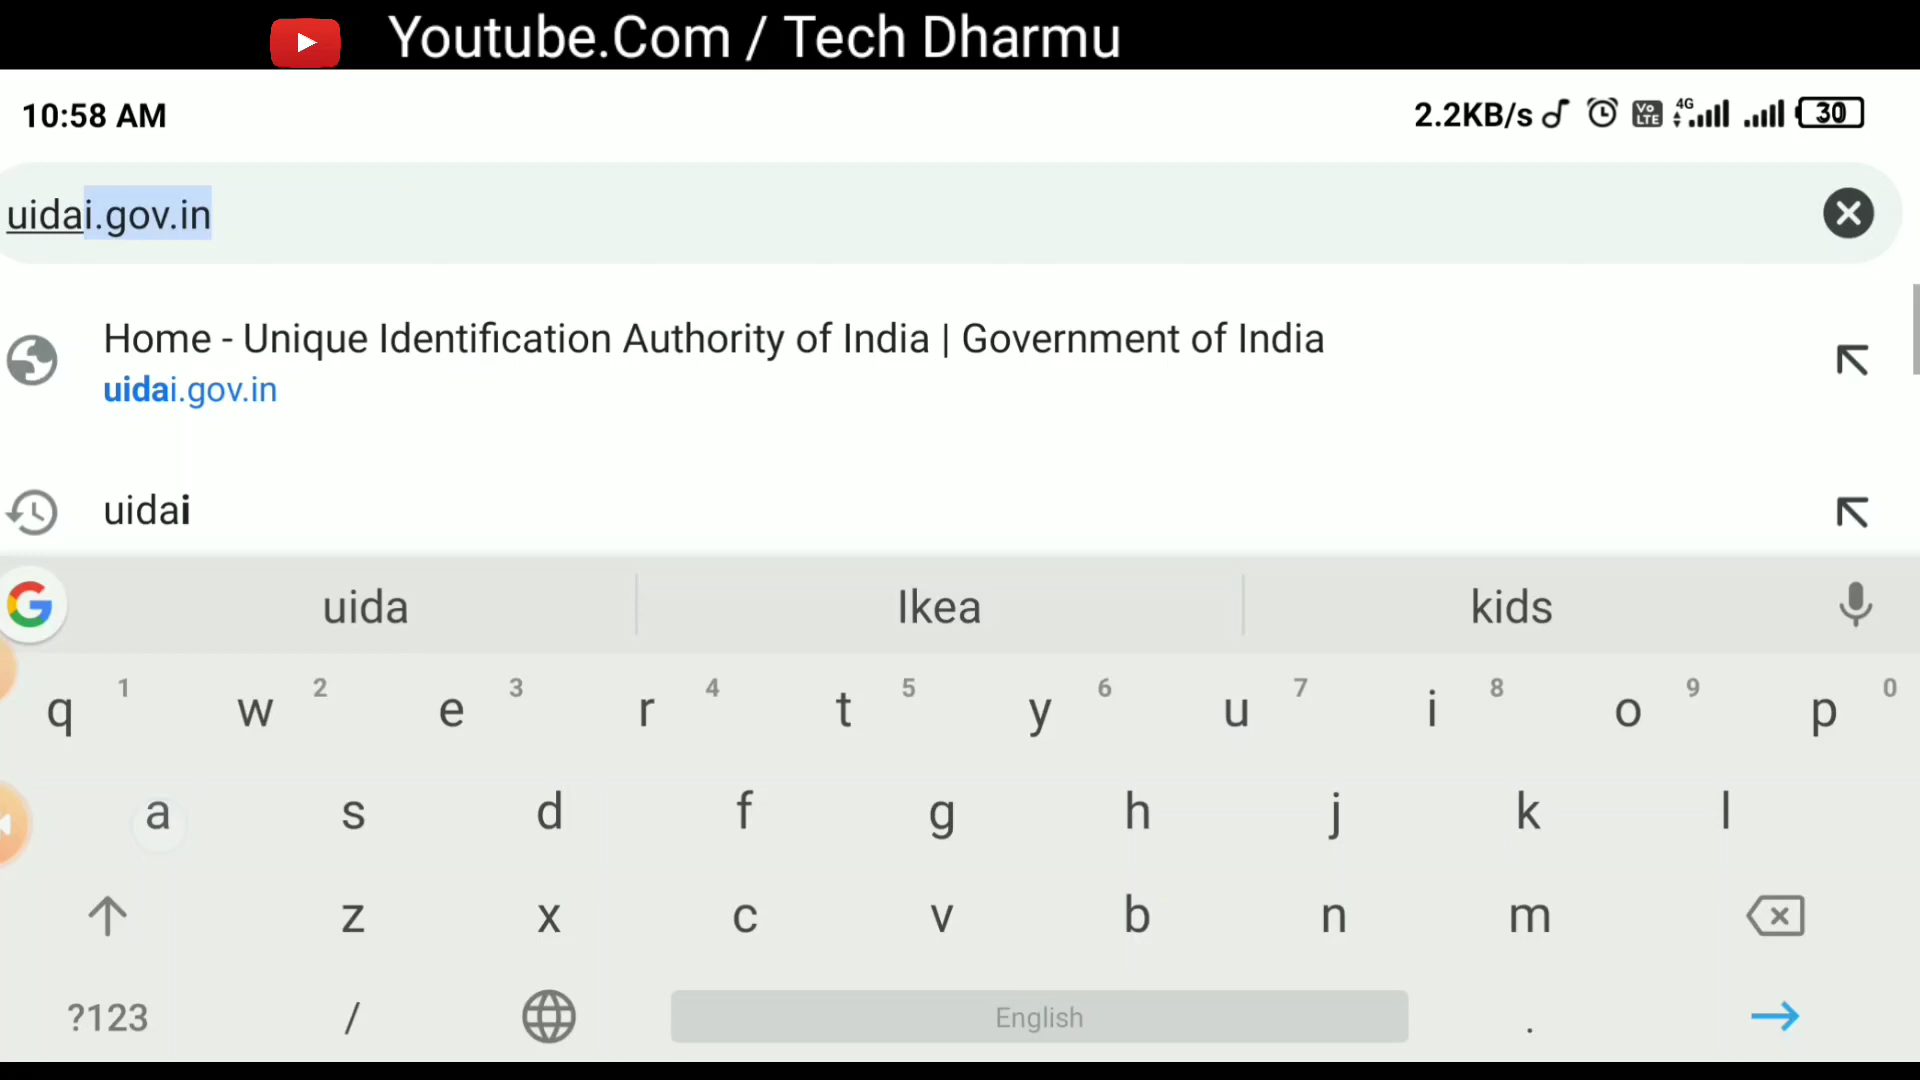 Youtube.Com / Tech Dharmu
10:58 AM 2.2KB/s Vo LTE 4G 30
uidai.gov.in
Home - Unique Identification Authority of India | Government of India
uidai.gov.in
uidai
uida Ikea kids
q 1 w 2 e 3 r 4 t 5 y 6 u 7 i 8 o 9 p 0
a s d f g h j k l
z x c v b n m
?123 / English .